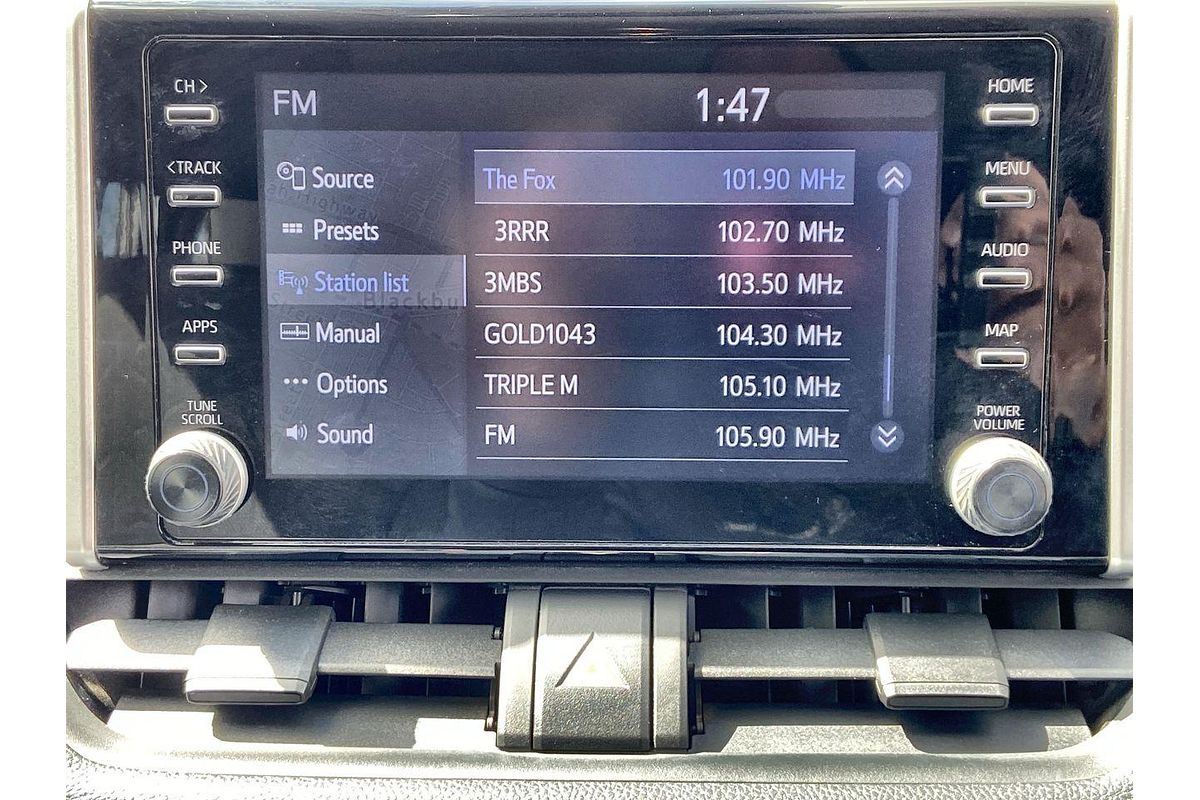 CH >
<TRACK
PHONE
APPS
TUNE
SCROLL
FM
1:47
Source
Presets
Station list
Manual
Options
Sound
Blackbu
highway
The Fox 101.90 MHz
3RRR 102.70 MHz
3MBS 103.50 MHz
GOLD1043 104.30 MHz
TRIPLE M 105.10 MHz
FM 105.90 MHz
HOME
MENU
AUDIO
MAP
POWER
VOLUME